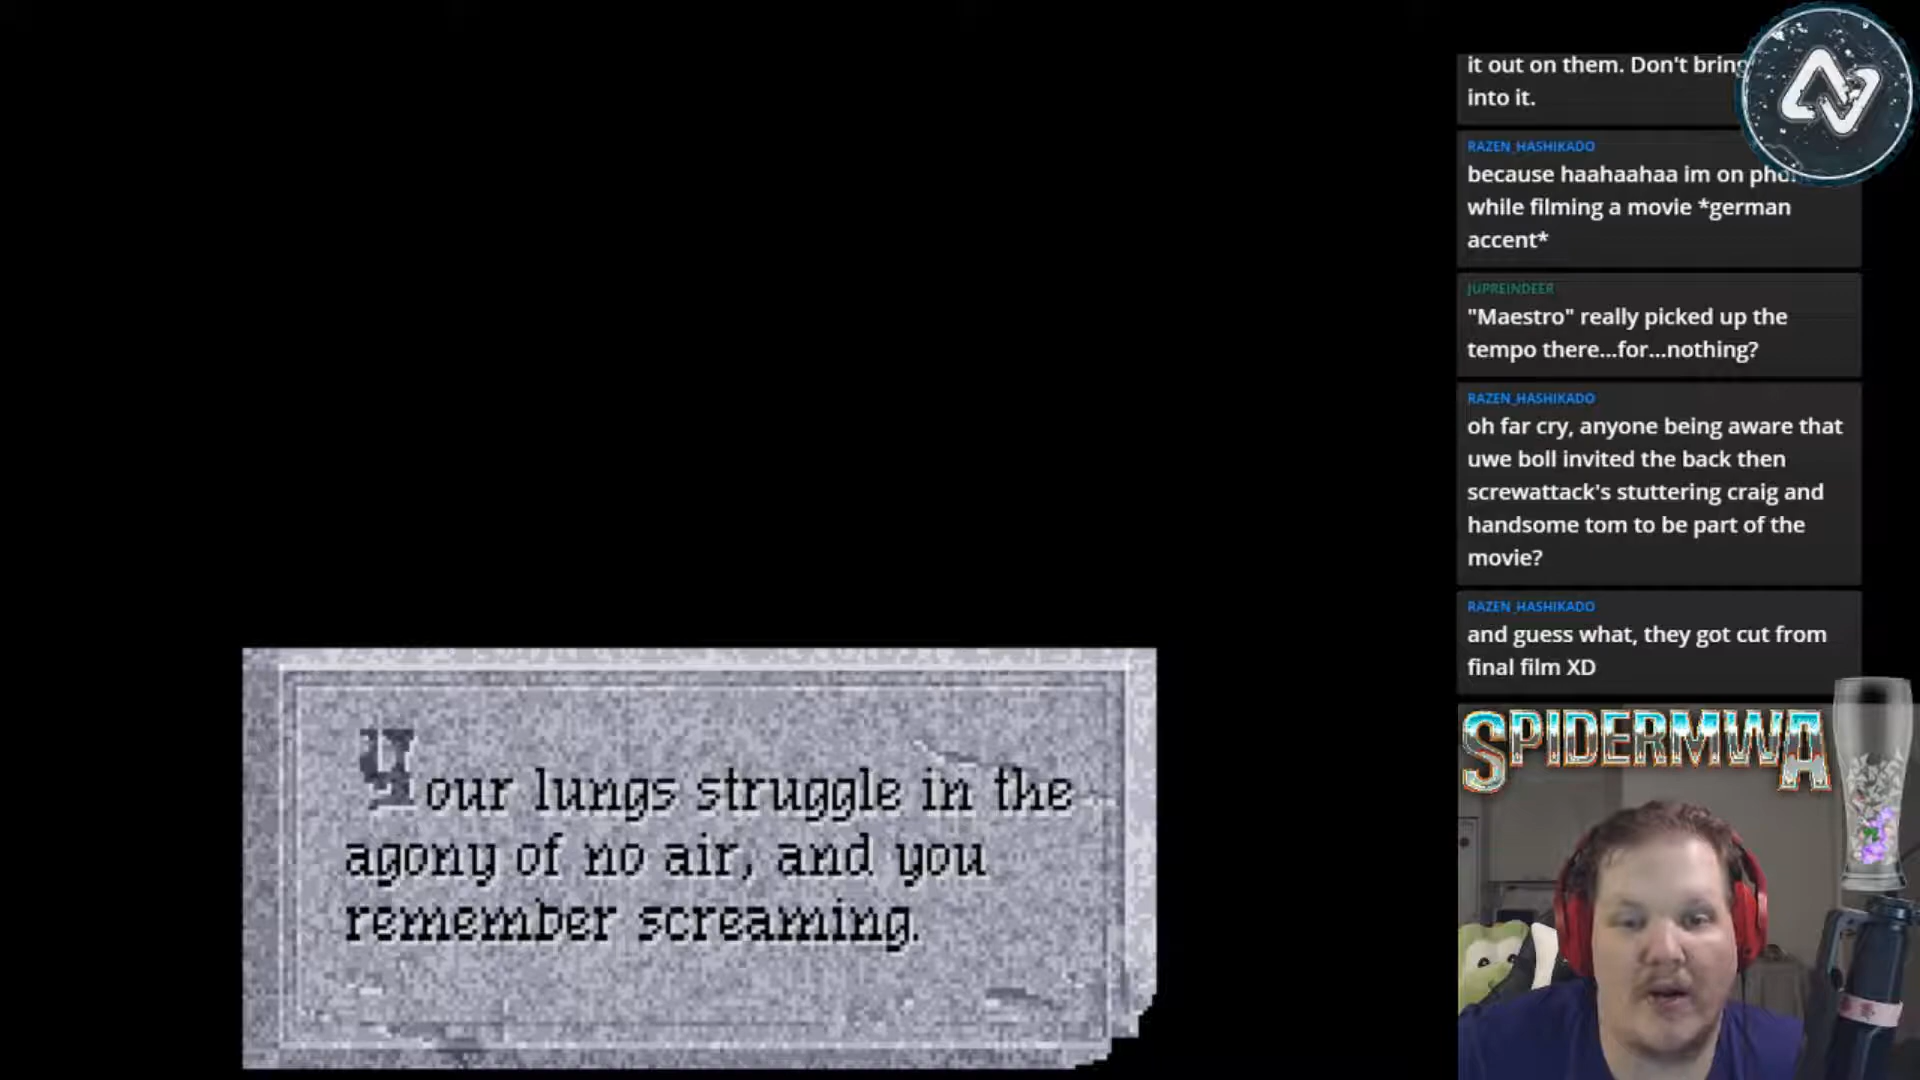 Your lungs struggle in the
agony of no air, and you
remember screaming.
it out on them. Don't bring
into it.
RAZEN_HASHIKADO
because haahaahaa im on
while filming a movie *german
accent*
JUPREINDEER
"Maestro" really picked up the
tempo there...for...nothing?
RAZEN_HASHIKADO
oh far cry, anyone being aware that
uwe boll invited the back then
screwattack's stuttering craig and
handsome tom to be part of the
movie?
RAZEN_HASHIKADO
and guess what, they got cut from
final film XD
SPIDERMWA